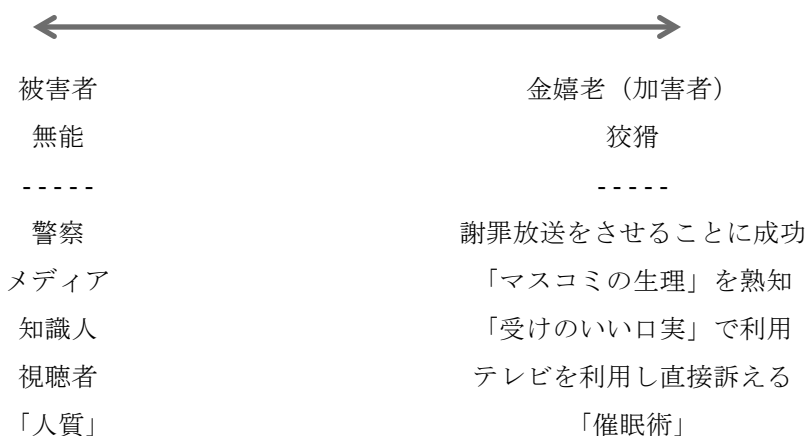 被害者 金嬉老（加害者）
無能 狡猾
----- -----
警察 謝罪放送をさせることに成功
メディア 「マスコミの生理」を熟知
知識人 「受けのいい口実」で利用
視聴者 テレビを利用し直接訴える
「人質」 「催眠術」